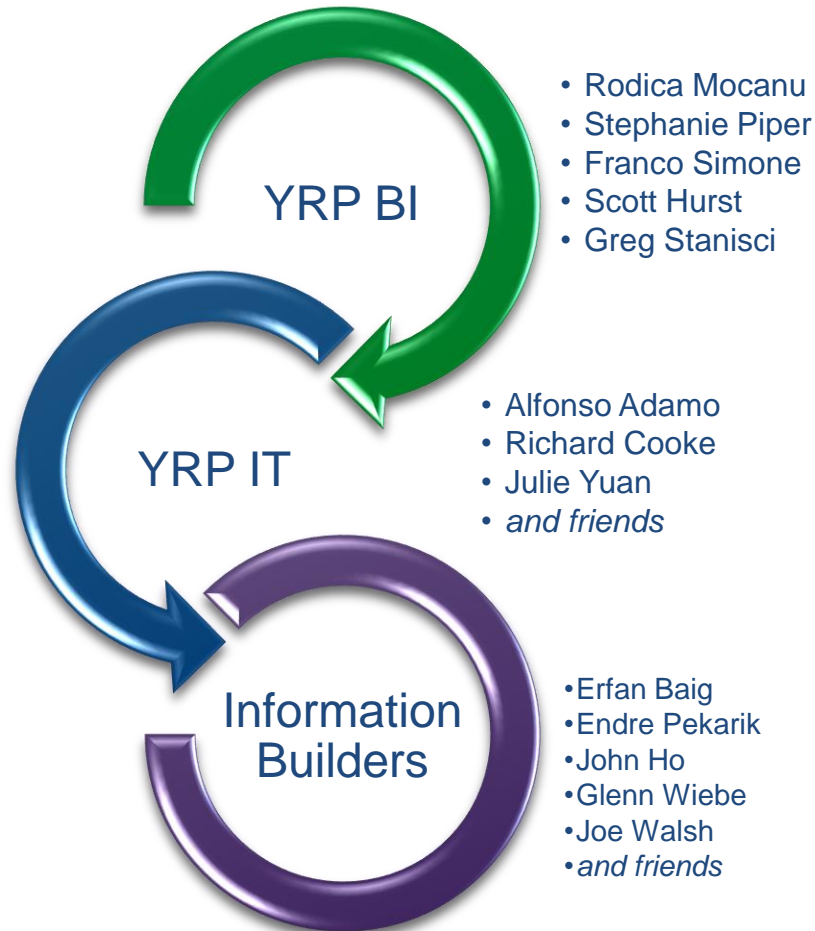 YRP BI
• Rodica Mocanu
• Stephanie Piper
• Franco Simone
• Scott Hurst
• Greg Stanisci
YRP IT
• Alfonso Adamo
• Richard Cooke
• Julie Yuan
• and friends
Information
Builders
•Erfan Baig
•Endre Pekarik
•John Ho
•Glenn Wiebe
•Joe Walsh
•and friends